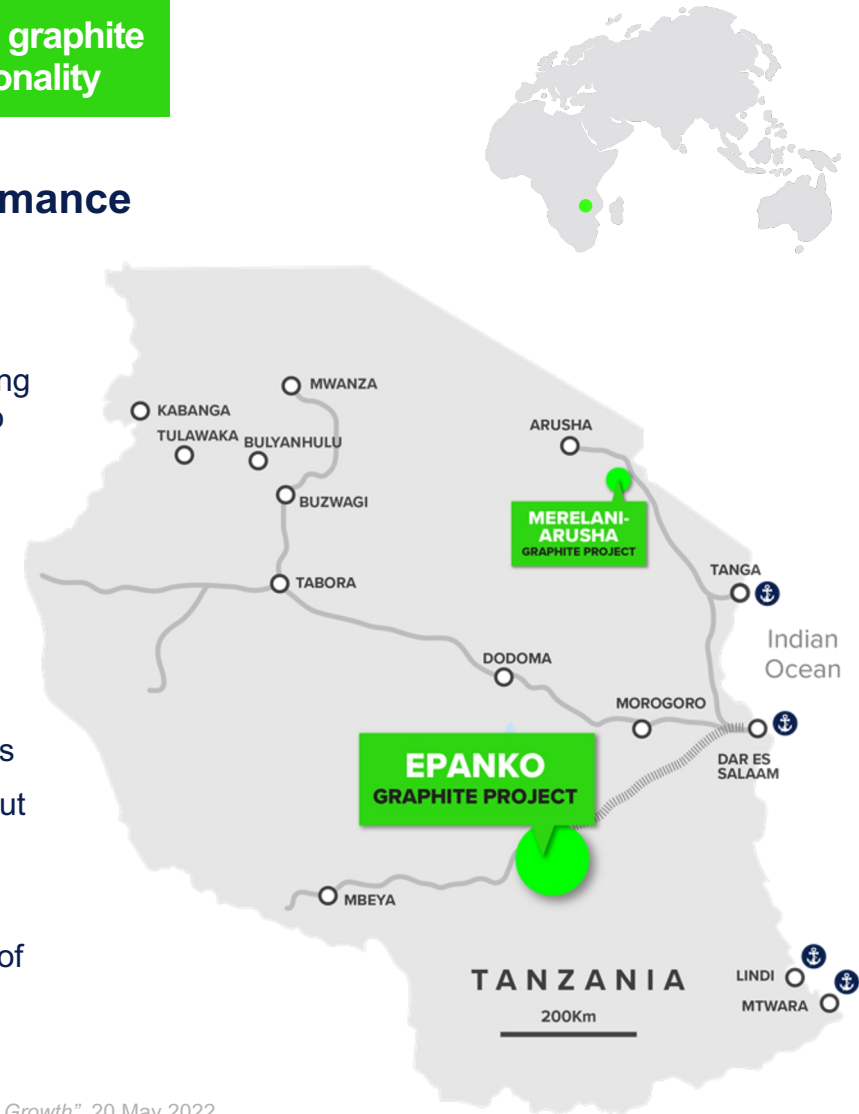 graphite
onality
mance
ng
KABANGA
MWANZA
TULAWAKA
BULYANHULU
ARUSHA
BUZWAGI
MERELANI-
ARUSHA
GRAPHITE PROJECT
TABORA
TANGA
Indian
Ocean
DODOMA
MOROGORO
s
DAR ES
SALAAM
EPANKO
GRAPHITE PROJECT
ut
MBEYA
of
TANZANIA
200Km
LINDI
MTWARA
Growth", 20 May 2022